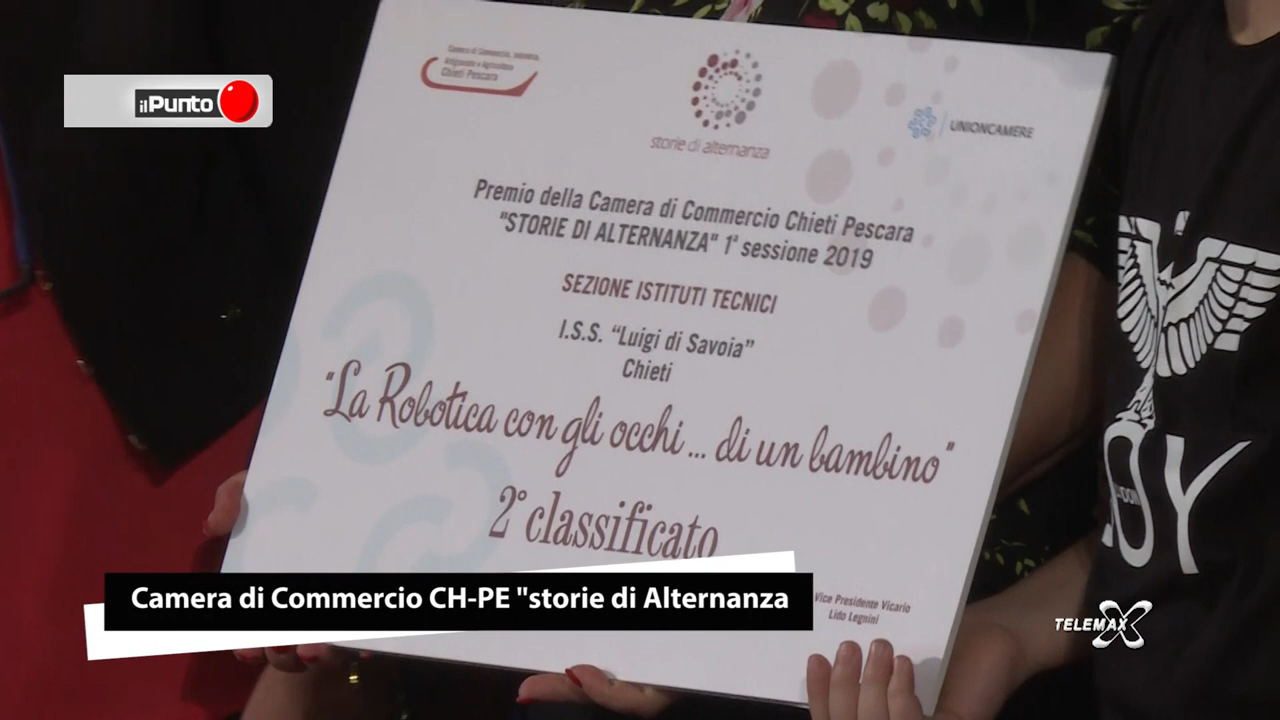 ilPunto
Camera di Commercio, Industria,
Artigianato e Agricoltura
Chieti Pescara
storie di alternanza
UNIONCAMERE
Premio della Camera di Commercio Chieti Pescara
"STORIE DI ALTERNANZA" 1ª sessione 2019
SEZIONE ISTITUTI TECNICI
I.S.S. “Luigi di Savoia”
Chieti
“La Robotica con gli occhi ... di un bambino”
2° classificato
Vice Presidente Vicario
Lido Legnini
Camera di Commercio CH-PE "storie di Alternanza
TELEMAX
OY